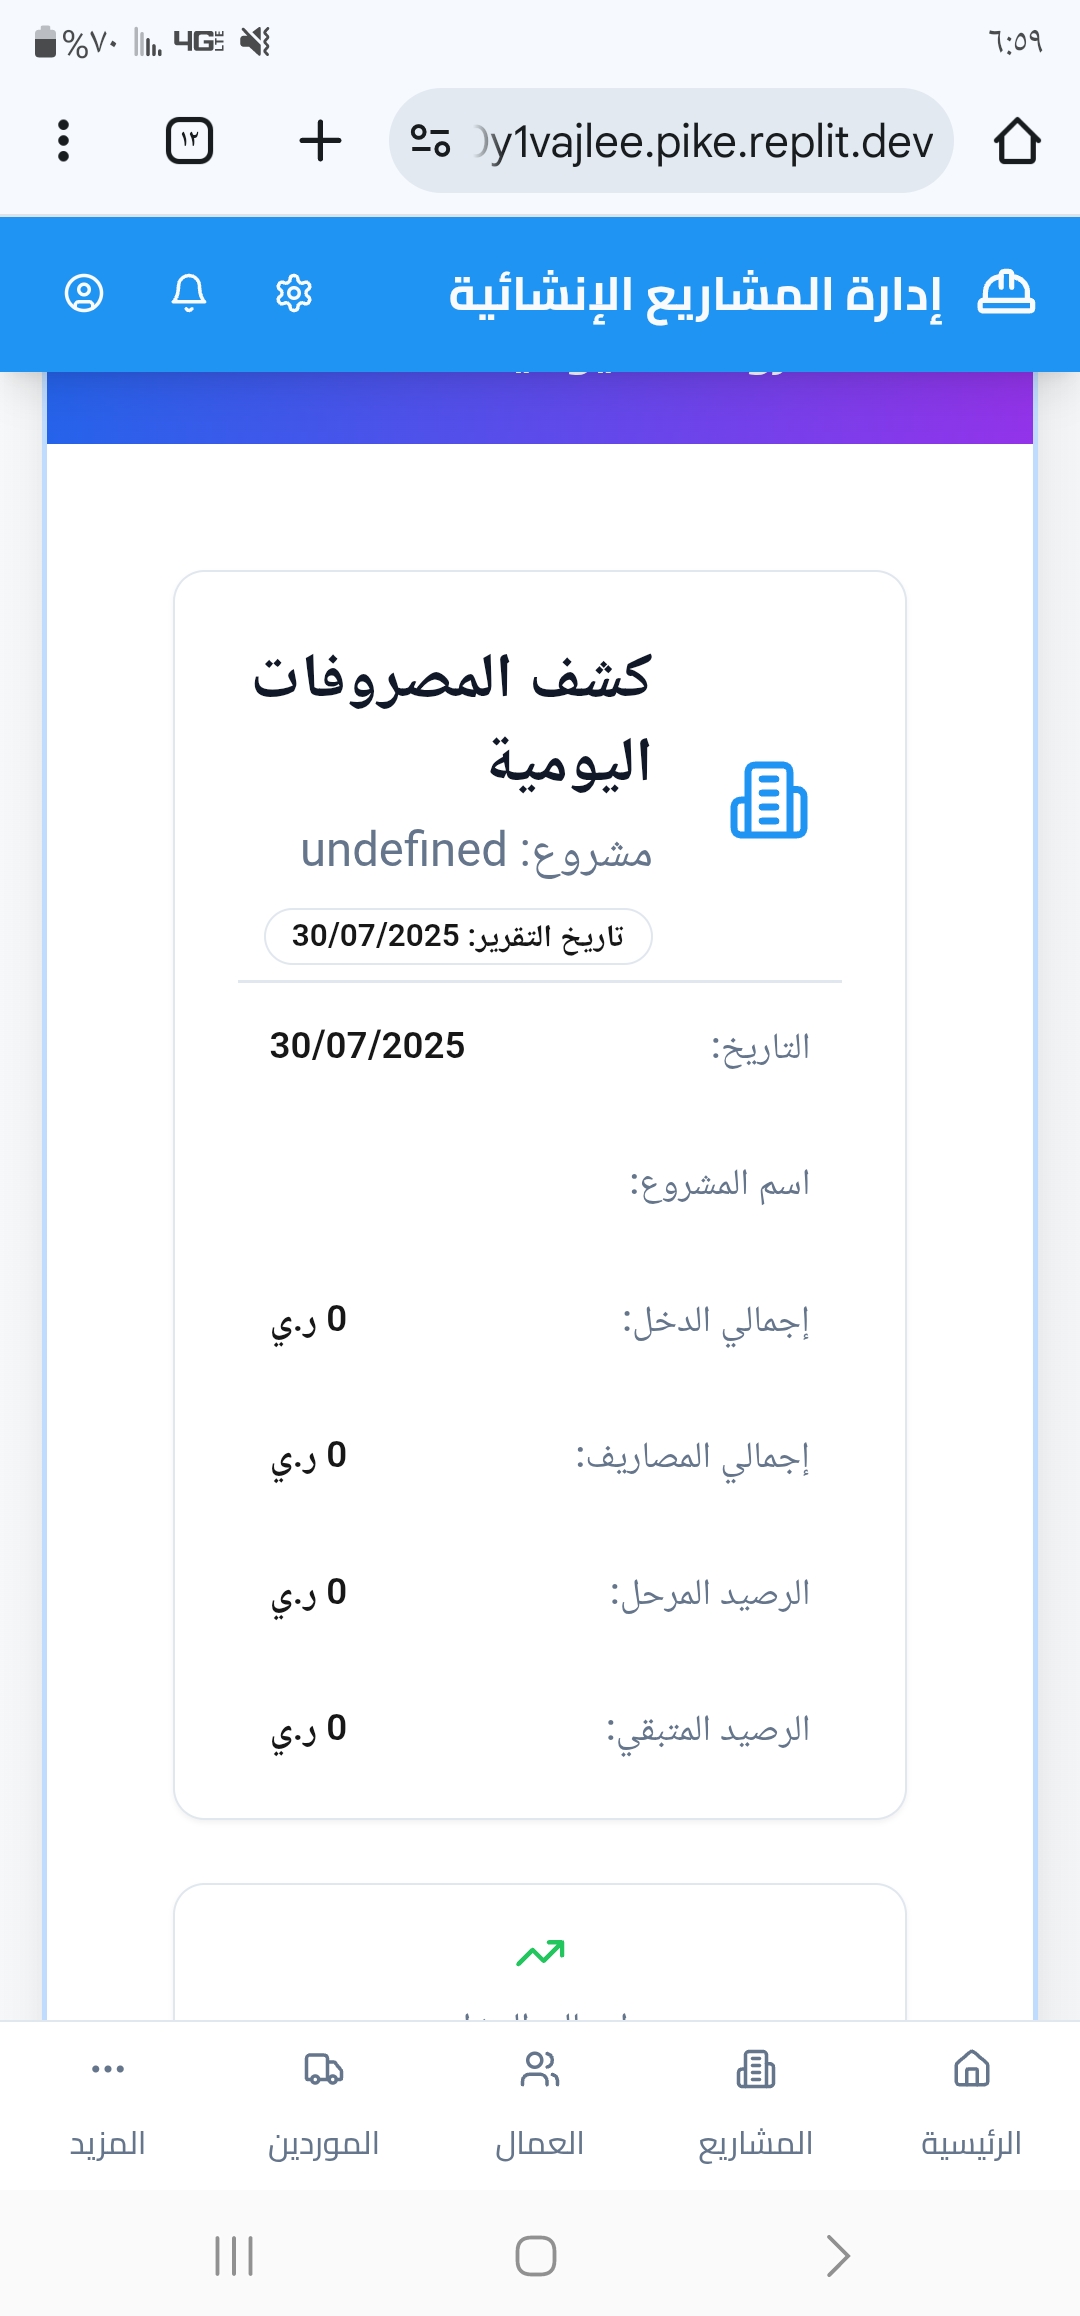 %٧٠ 4G LTE ٦:٥٩
١٢ y1vajlee.pike.replit.dev
إدارة المشاريع الإنشائية
كشف المصروفات
اليومية
مشروع: undefined
تاريخ التقرير: 30/07/2025
التاريخ: 30/07/2025
اسم المشروع:
إجمالي الدخل: 0 ر.ي
إجمالي المصاريف: 0 ر.ي
الرصيد المرحل: 0 ر.ي
الرصيد المتبقي: 0 ر.ي
الرئيسية المشاريع العمال الموردين المزيد